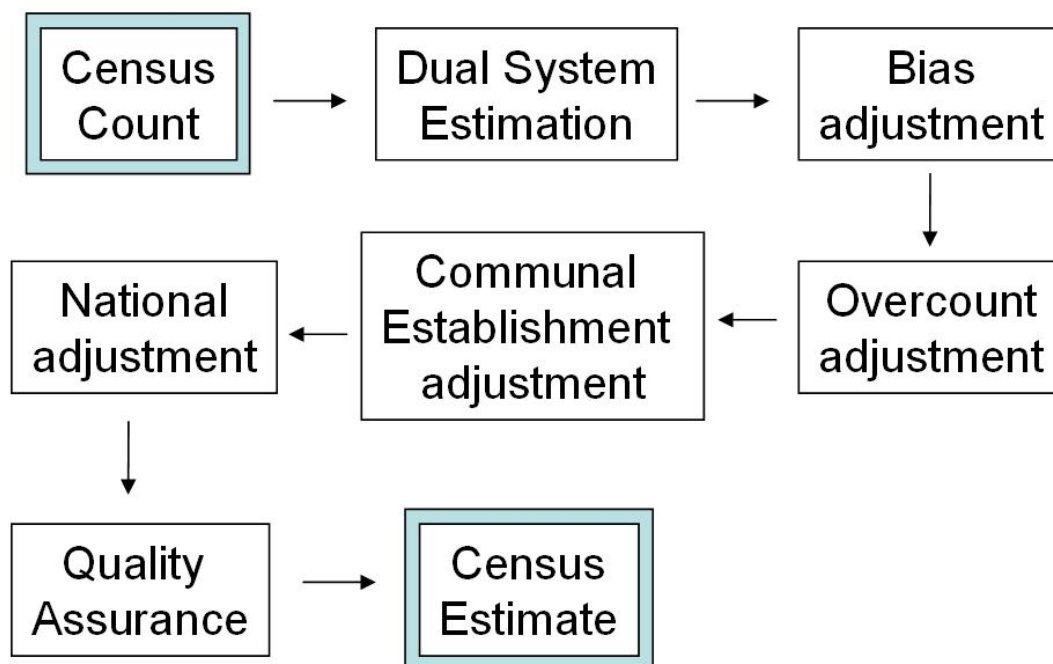 Census
Count
Dual System
Estimation
Bias
adjustment
Overcount
adjustment
Communal
Establishment
adjustment
National
adjustment
Quality
Assurance
Census
Estimate